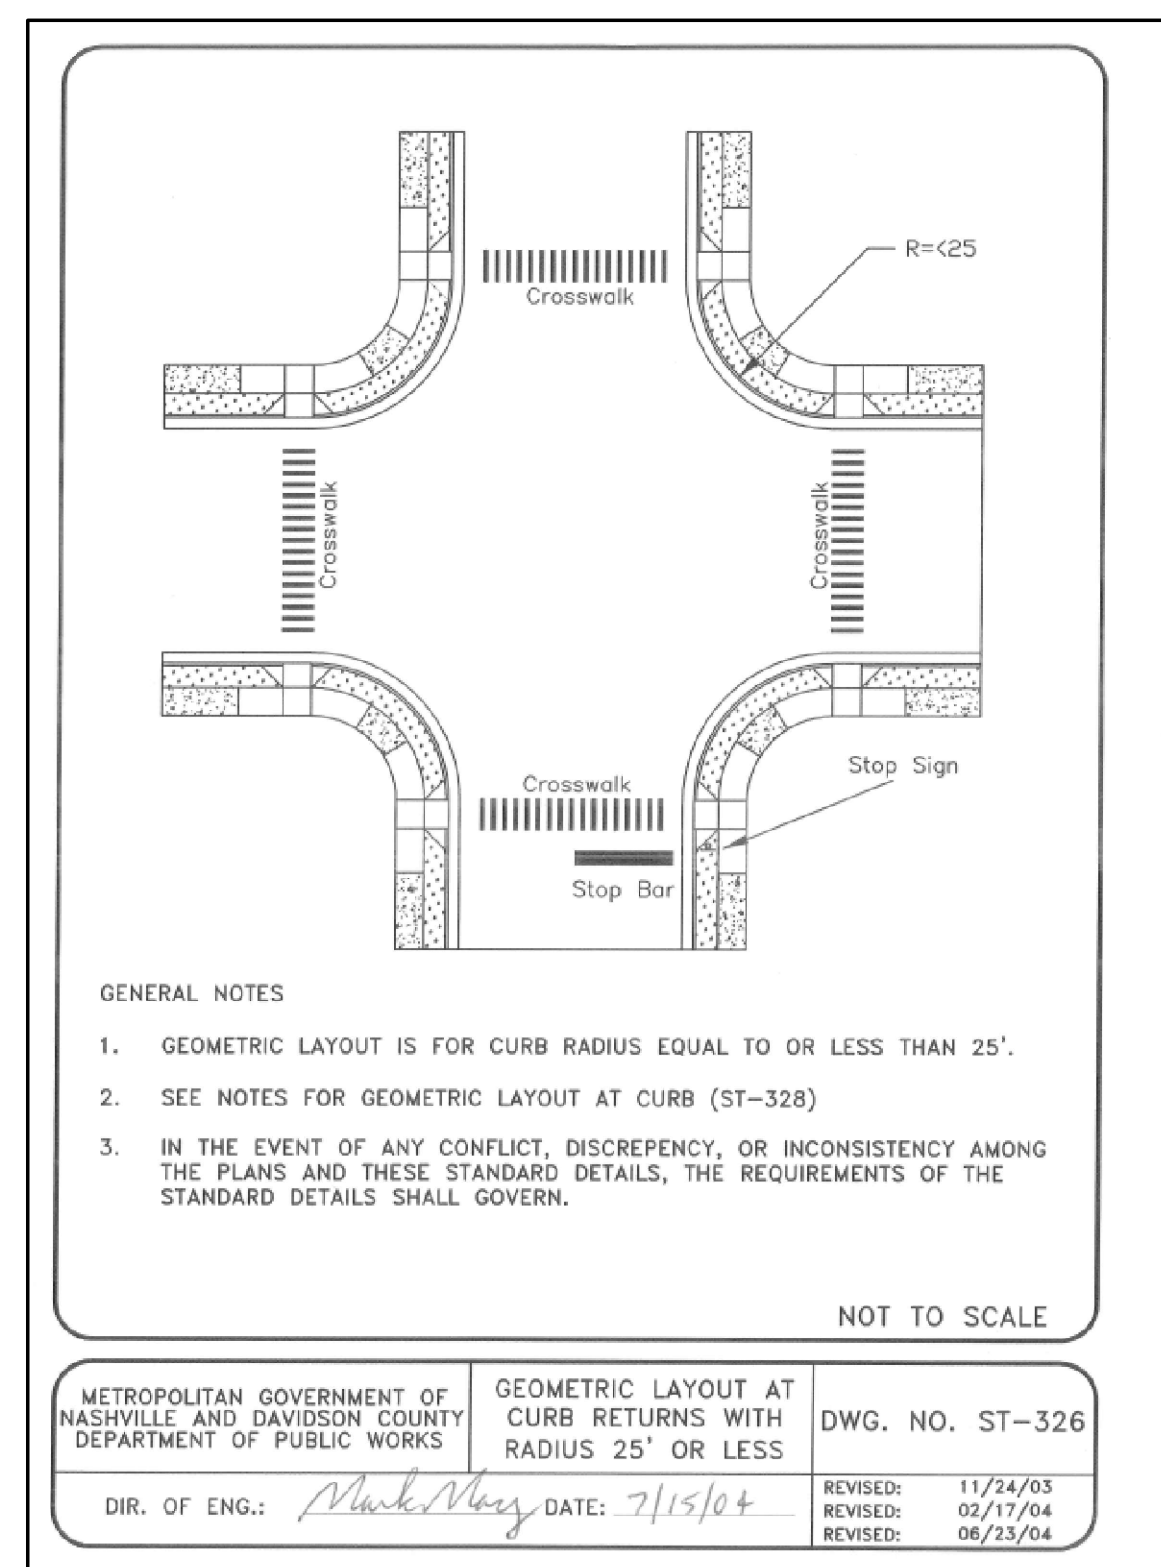 R=<25
Crosswalk
Crosswalk
Crosswalk
Stop Sign
Crosswalk
Stop Bar
GENERAL NOTES
1. GEOMETRIC LAYOUT IS FOR CURB RADIUS EQUAL TO OR LESS THAN 25'.
2. SEE NOTES FOR GEOMETRIC LAYOUT AT CURB (ST-328)
3. IN THE EVENT OF ANY CONFLICT, DISCREPENCY, OR INCONSISTENCY AMONG
THE PLANS AND THESE STANDARD DETAILS, THE REQUIREMENTS OF THE
STANDARD DETAILS SHALL GOVERN.
NOT TO SCALE
METROPOLITAN GOVERNMENT OF
NASHVILLE AND DAVIDSON COUNTY
DEPARTMENT OF PUBLIC WORKS
GEOMETRIC LAYOUT AT
CURB RETURNS WITH
RADIUS 25' OR LESS
DWG. NO. ST-326
DIR. OF ENG.: Mark Macy DATE: 7/15/04
REVISED: 11/24/03
REVISED: 02/17/04
REVISED: 06/23/04